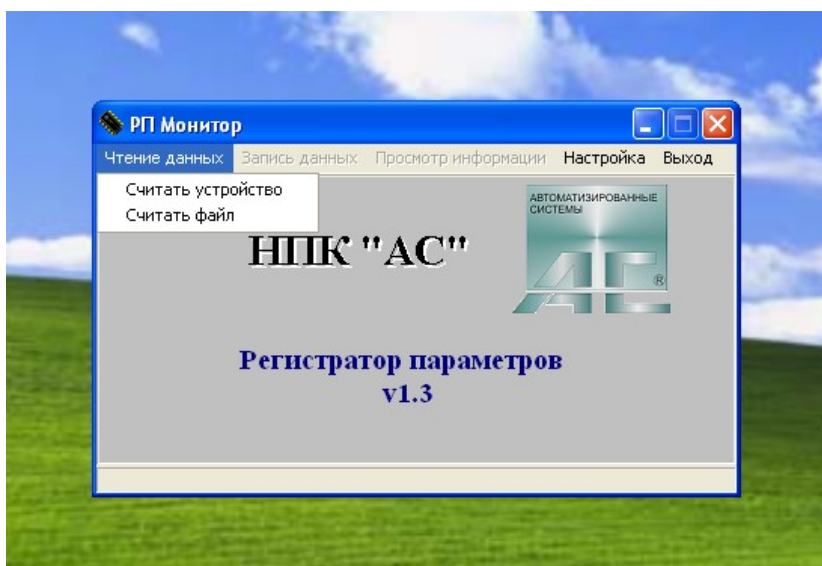 РП Монитор
Чтение данных Запись данных Просмотр информации Настройка Выход
Считать устройство
Считать файл
АВТОМАТИЗИРОВАННЫЕ
СИСТЕМЫ
АС
®
НПК "АС"
Регистратор параметров
v1.3